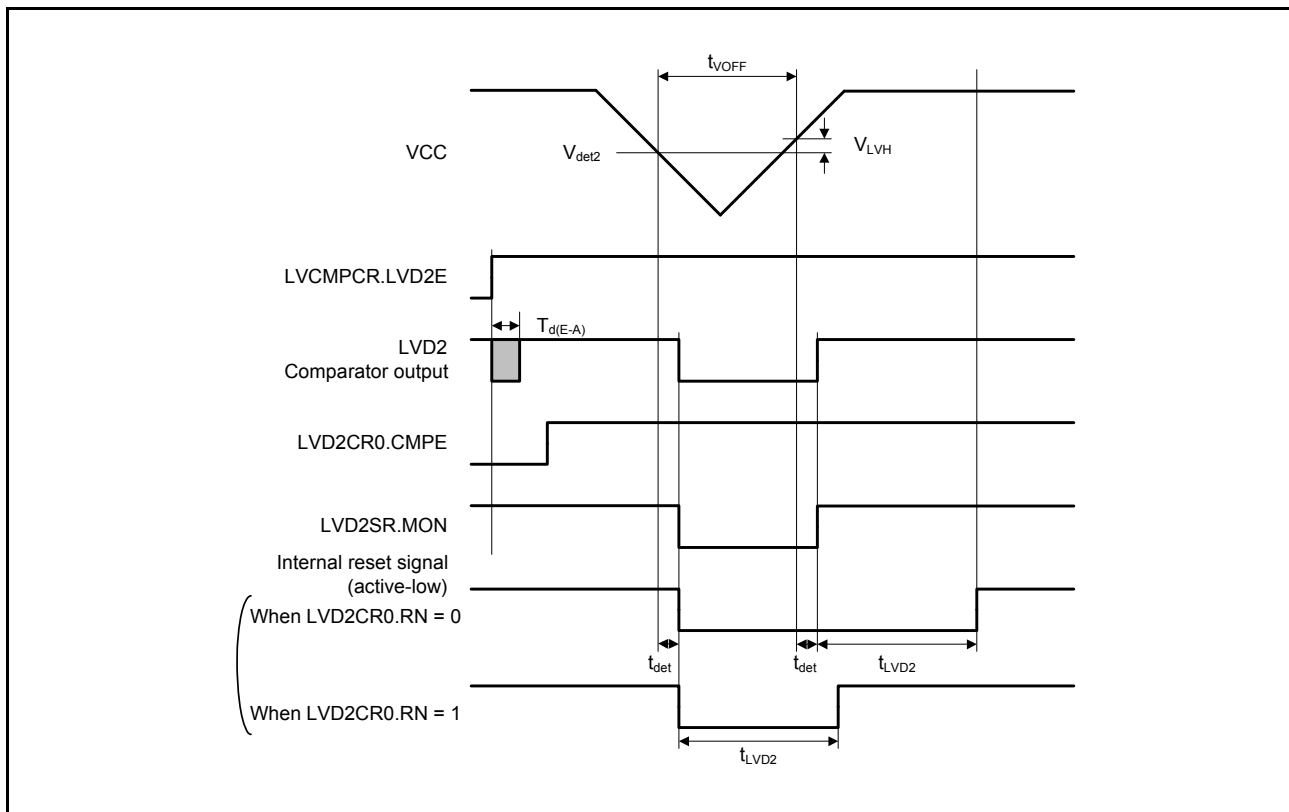 tVOFF
VCC
Vdet2
VLVH
LVCMPCR.LVD2E
Td(E-A)
LVD2
Comparator output
LVD2CR0.CMPE
LVD2SR.MON
Internal reset signal
(active-low)
When LVD2CR0.RN = 0
tdet
tdet
tLVD2
When LVD2CR0.RN = 1
tLVD2